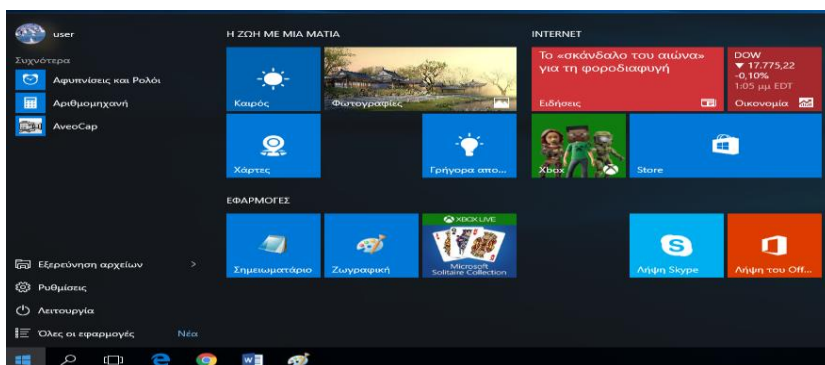 user
Συχνότερα
Αφυπνίσεις και Ρολόι
Αριθμομηχανή
AveoCap
Εξερεύνηση αρχείων
Ρυθμίσεις
Λειτουργία
Όλες οι εφαρμογές Νέα
Η ΖΩΗ ΜΕ ΜΙΑ ΜΑΤΙΑ
Καιρός
Φωτογραφίες
Χάρτες
Γρήγορα απο...
ΕΦΑΡΜΟΓΕΣ
Σημειωματάριο
Ζωγραφική
XBOX LIVE
Microsoft
Solitaire Collection
INTERNET
Το «σκάνδαλο του αιώνα»
για τη φοροδιαφυγή
Ειδήσεις
DOW
▼ 17.775,22
-0,10%
1:05 μμ EDT
Οικονομία
Xbox
Store
Λήψη Skype
Λήψη του Off...